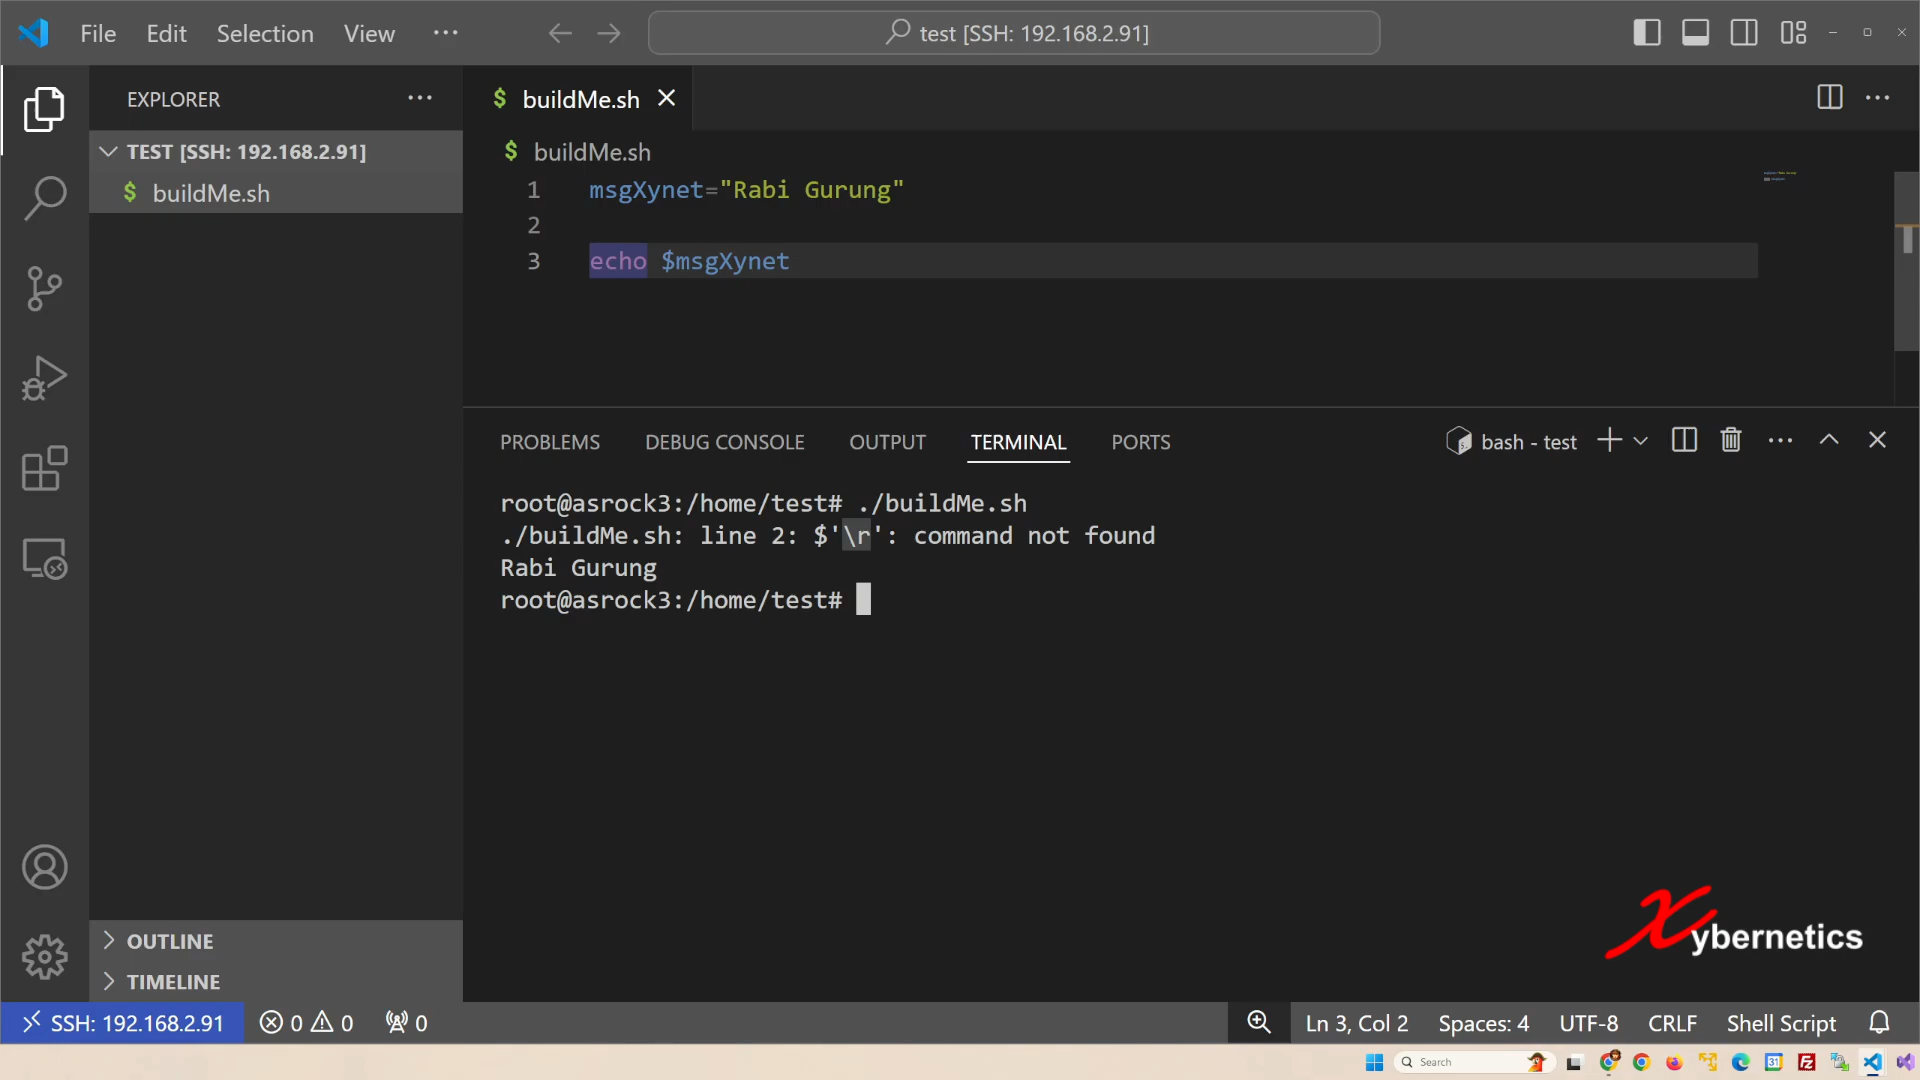 File Edit Selection View ···
test [SSH: 192.168.2.91]
EXPLORER ···
TEST [SSH: 192.168.2.91]
$ buildMe.sh
OUTLINE
TIMELINE
$ buildMe.sh
$ buildMe.sh
1 msgXynet="Rabi Gurung"
2
3 echo $msgXynet
PROBLEMS DEBUG CONSOLE OUTPUT TERMINAL PORTS
bash - test
root@asrock3:/home/test# ./buildMe.sh
./buildMe.sh: line 2: $'\r': command not found
Rabi Gurung
root@asrock3:/home/test#
Xybernetics
SSH: 192.168.2.91 0 0 0 Ln 3, Col 2 Spaces: 4 UTF-8 CRLF Shell Script
Search
31